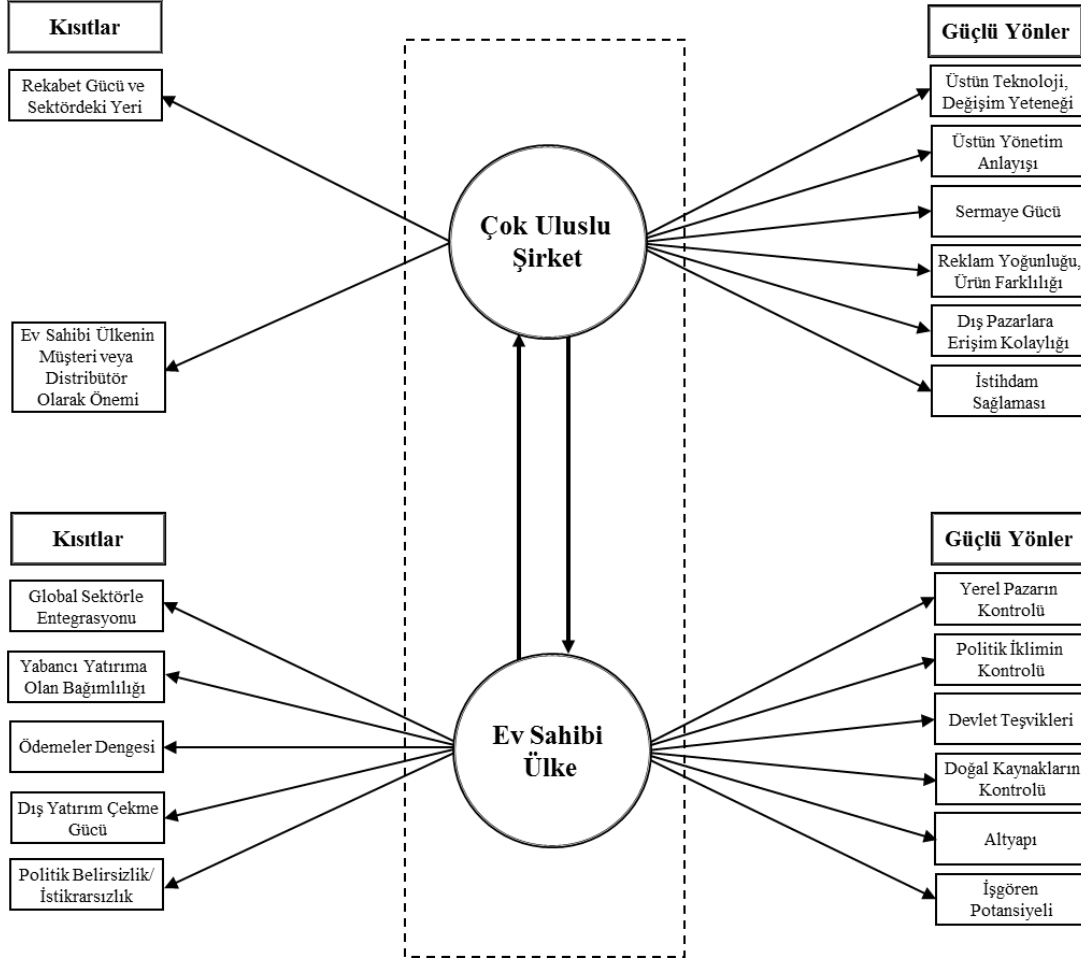 Kısıtlar
Rekabet Gücü ve
Sektördeki Yeri
Ev Sahibi Ülkenin
Müşteri veya
Distribütör
Olarak Önemi
Çok Uluslu
Şirket
Güçlü Yönler
Üstün Teknoloji,
Değişim Yeteneği
Üstün Yönetim
Anlayışı
Sermaye Gücü
Reklam Yoğunluğu,
Ürün Farklılığı
Dış Pazarlara
Erişim Kolaylığı
İstihdam
Sağlaması
Kısıtlar
Global Sektörle
Entegrasyonu
Yabancı Yatırıma
Olan Bağımlılığı
Ödemeler Dengesi
Dış Yatırım Çekme
Gücü
Politik Belirsizlik/
İstikrarsızlık
Ev Sahibi
Ülke
Güçlü Yönler
Yerel Pazarın
Kontrolü
Politik İklimin
Kontrolü
Devlet Teşvikleri
Doğal Kaynakların
Kontrolü
Altyapı
İşgören
Potansiyeli